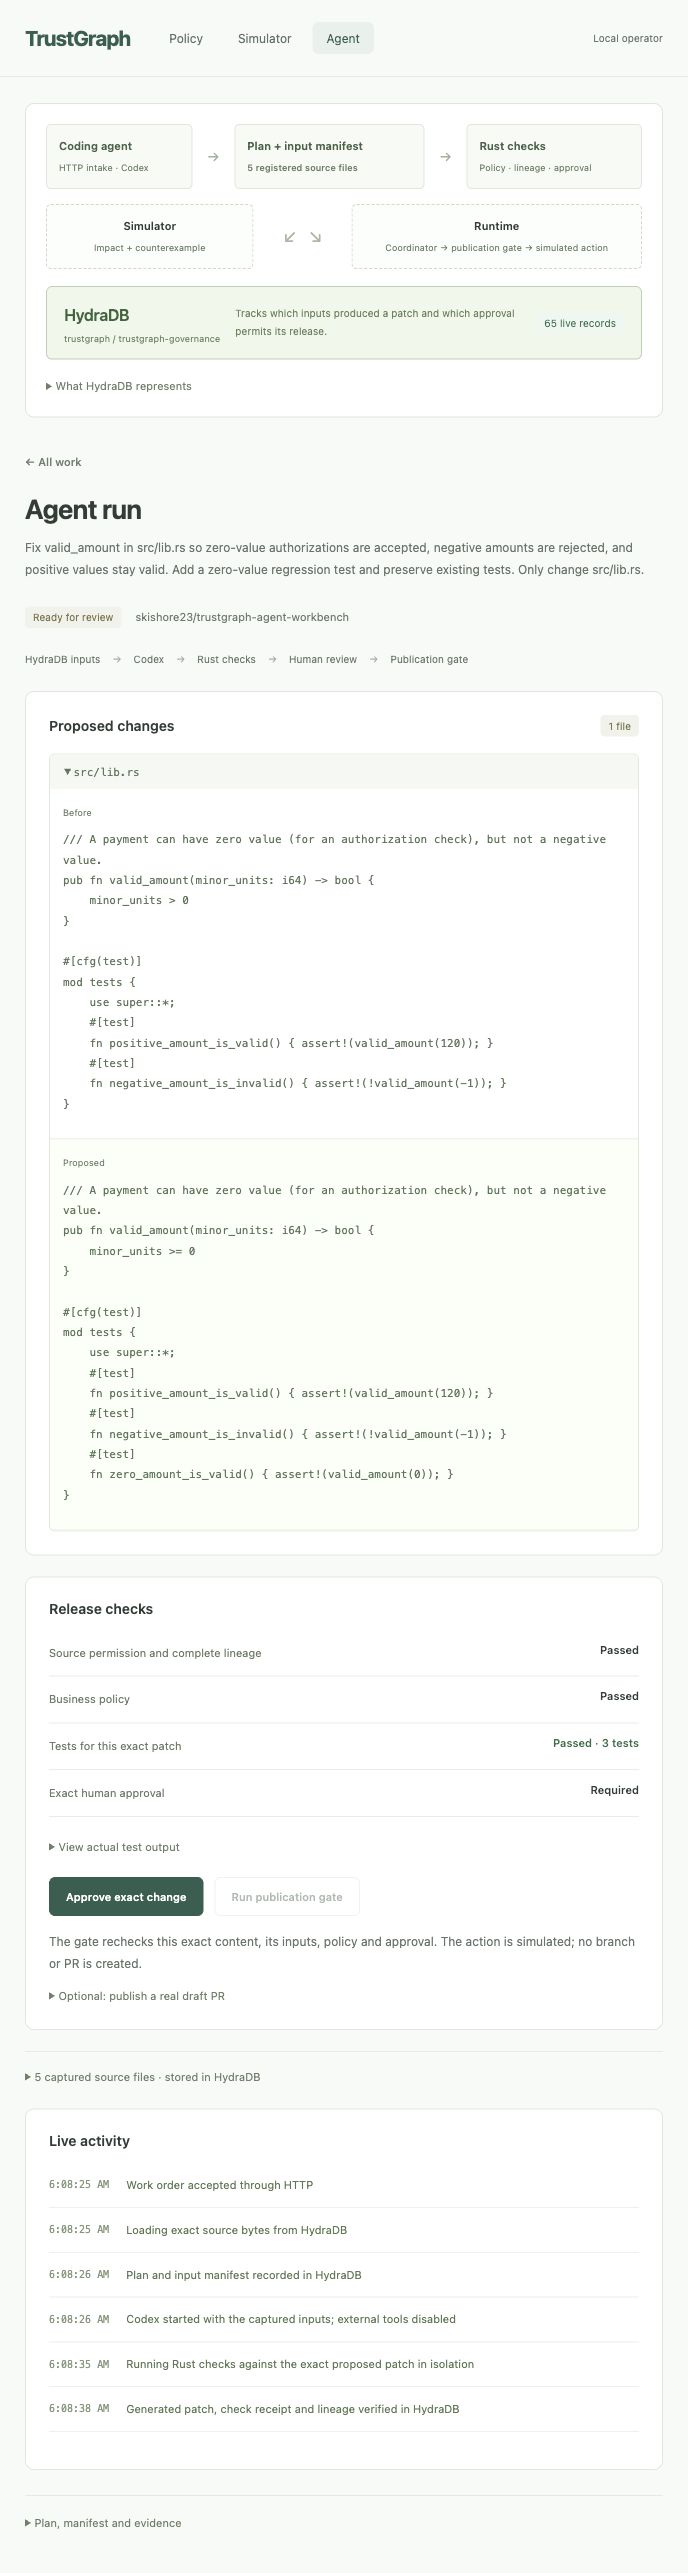 TrustGraph Policy Simulator Agent Local operator
Coding agent → Plan + input manifest → Rust checks
HTTP intake · Codex 5 registered source files Policy · lineage · approval
Simulator ↙ ↘ Runtime
Impact + counterexample Coordinator → publication gate → simulated action
HydraDB
trustgraph / trustgraph-governance
Tracks which inputs produced a patch and which approval
permits its release.
65 live records
▶ What HydraDB represents
← All work
Agent run
Fix valid_amount in src/lib.rs so zero-value authorizations are accepted, negative amounts are rejected, and
positive values stay valid. Add a zero-value regression test and preserve existing tests. Only change src/lib.rs.
Ready for review skishore23/trustgraph-agent-workbench
HydraDB inputs → Codex → Rust checks → Human review → Publication gate
Proposed changes 1 file
▼ src/lib.rs
Before
/// A payment can have zero value (for an authorization check), but not a negative
value.
pub fn valid_amount(minor_units: i64) -> bool {
    minor_units > 0
}
#[cfg(test)]
mod tests {
    use super::*;
    #[test]
    fn positive_amount_is_valid() { assert!(valid_amount(120)); }
    #[test]
    fn negative_amount_is_invalid() { assert!(!valid_amount(-1)); }
}
Proposed
/// A payment can have zero value (for an authorization check), but not a negative
value.
pub fn valid_amount(minor_units: i64) -> bool {
    minor_units >= 0
}
#[cfg(test)]
mod tests {
    use super::*;
    #[test]
    fn positive_amount_is_valid() { assert!(valid_amount(120)); }
    #[test]
    fn negative_amount_is_invalid() { assert!(!valid_amount(-1)); }
    #[test]
    fn zero_amount_is_valid() { assert!(valid_amount(0)); }
}
Release checks
Source permission and complete lineage Passed
Business policy Passed
Tests for this exact patch Passed · 3 tests
Exact human approval Required
▶ View actual test output
Approve exact change Run publication gate
The gate rechecks this exact content, its inputs, policy and approval. The action is simulated; no branch
or PR is created.
▶ Optional: publish a real draft PR
▶ 5 captured source files · stored in HydraDB
Live activity
6:08:25 AM Work order accepted through HTTP
6:08:25 AM Loading exact source bytes from HydraDB
6:08:26 AM Plan and input manifest recorded in HydraDB
6:08:26 AM Codex started with the captured inputs; external tools disabled
6:08:35 AM Running Rust checks against the exact proposed patch in isolation
6:08:38 AM Generated patch, check receipt and lineage verified in HydraDB
▶ Plan, manifest and evidence